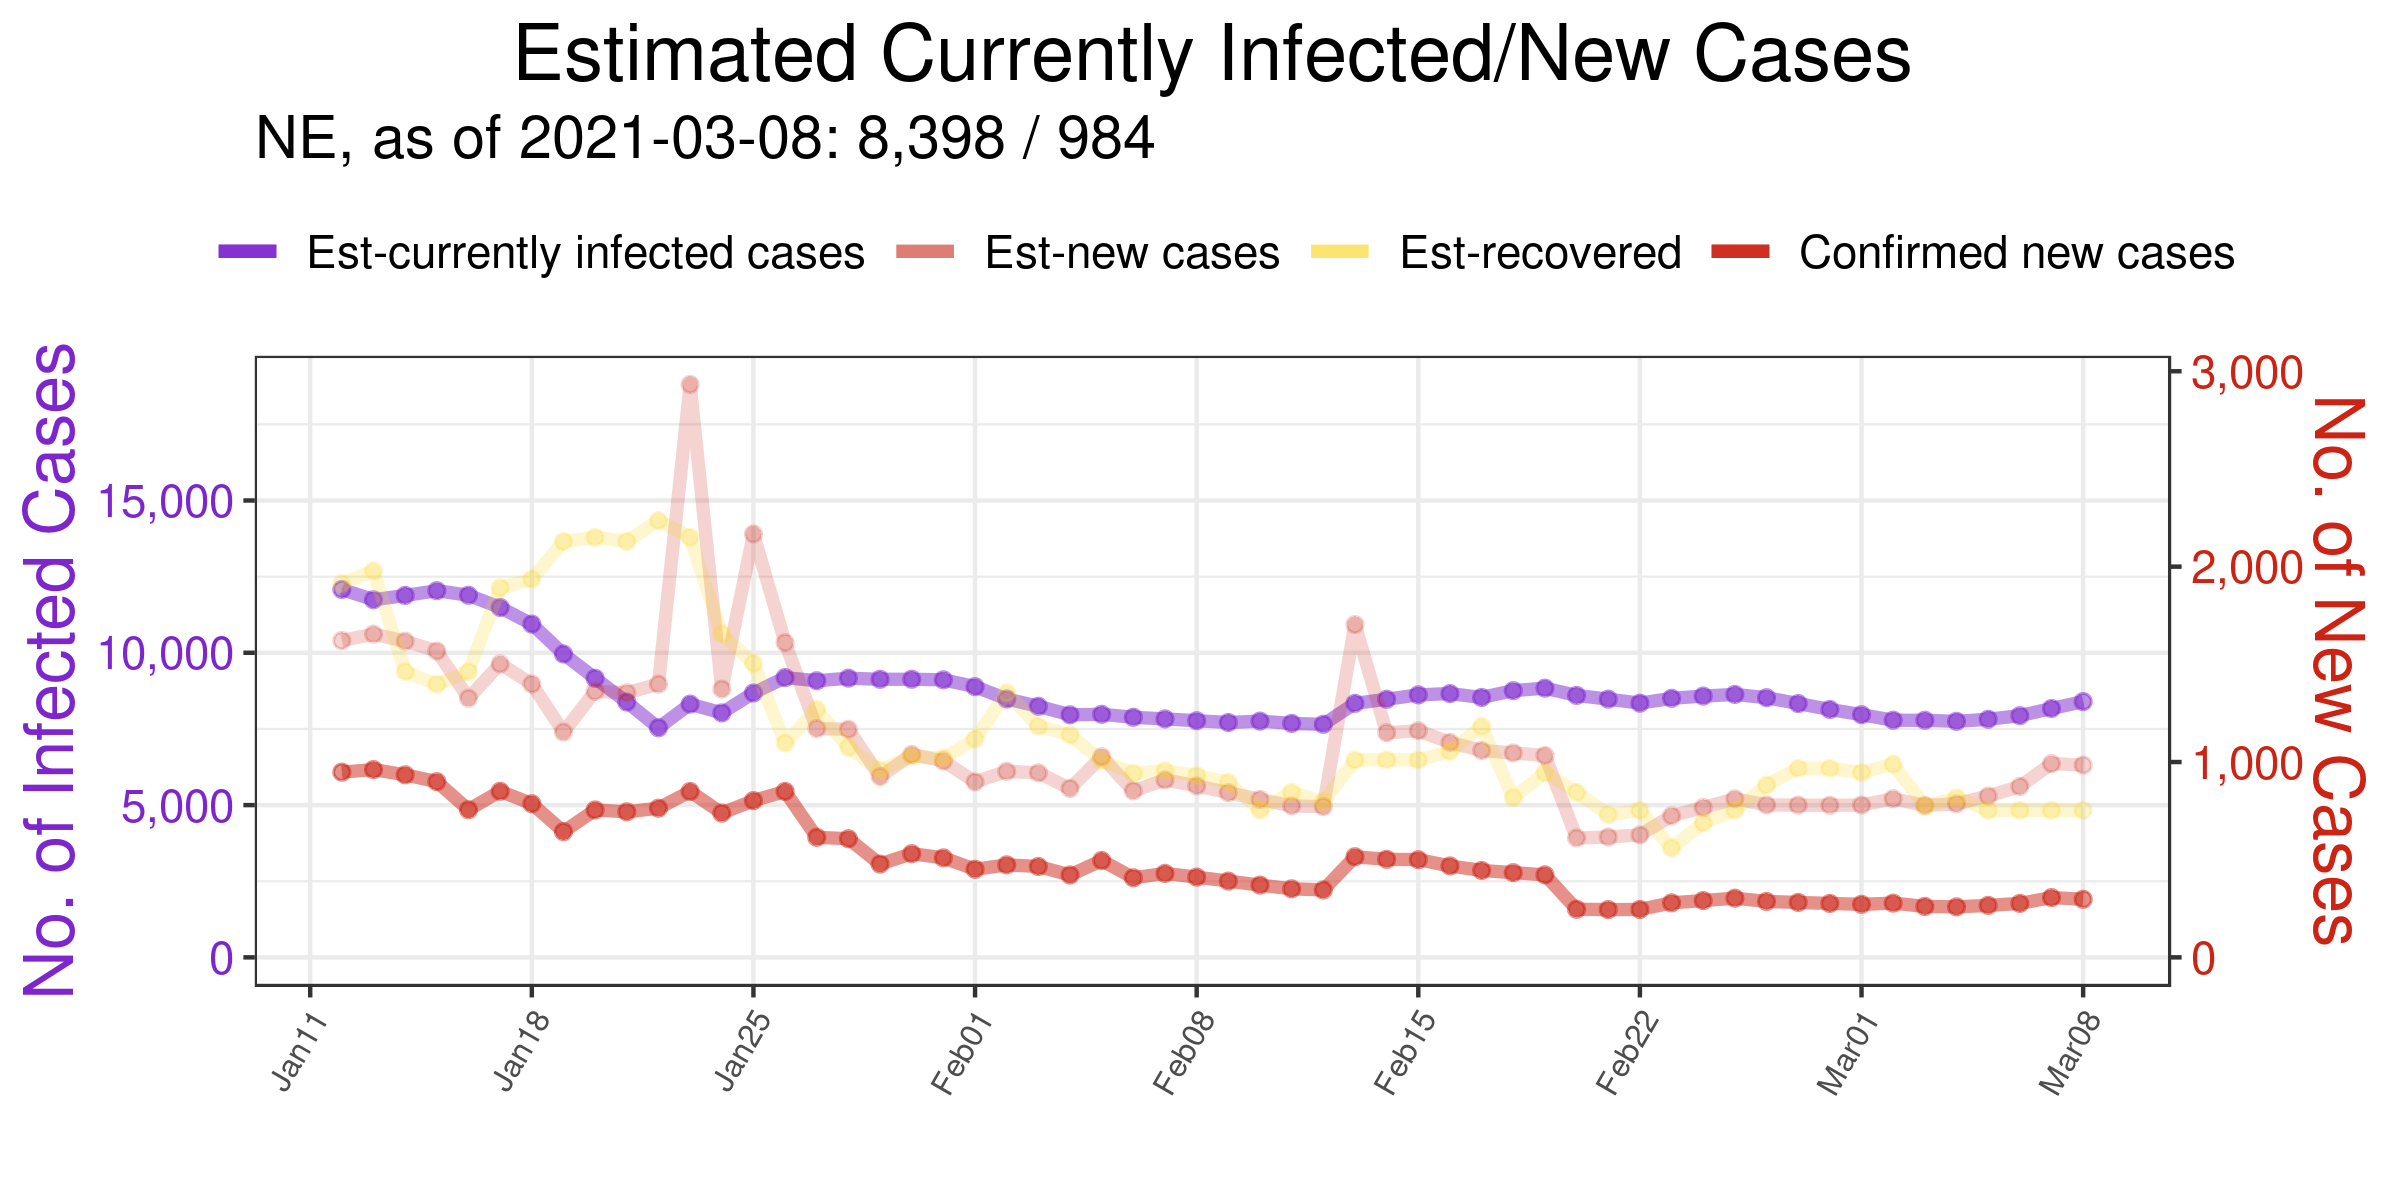 Estimated Currently Infected/New Cases
NE, as of 2021-03-08: 8,398 / 984
Est-currently infected cases
Est-new cases
Est-recovered
Confirmed new cases
No. of Infected Cases
15,000
10,000
5,000
0
3,000
2,000
1,000
0
No. of New Cases
Jan11
Jan18
Jan25
Feb01
Feb08
Feb15
Feb22
Mar01
Mar08